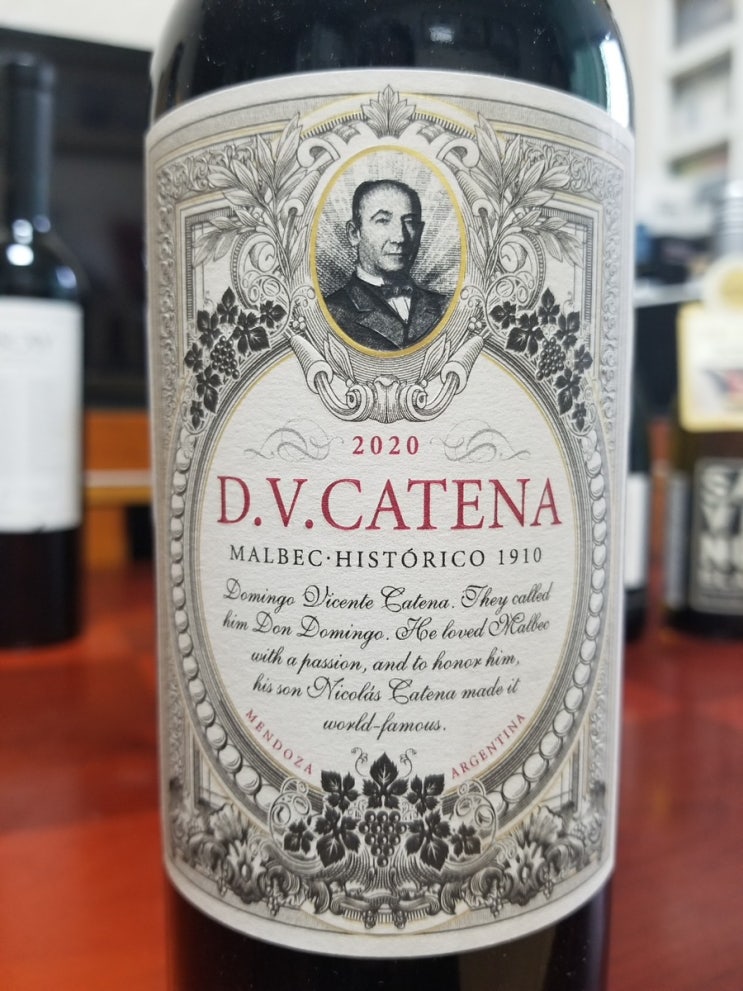 2020
D.V.CATENA
MALBEC·HISTÓRICO 1910
Domingo Vicente Catena. They called
him Don Domingo. He loved Malbec
with a passion, and to honor him,
his son Nicolás Catena made it
world-famous.
MENDOZA
ARGENTINA